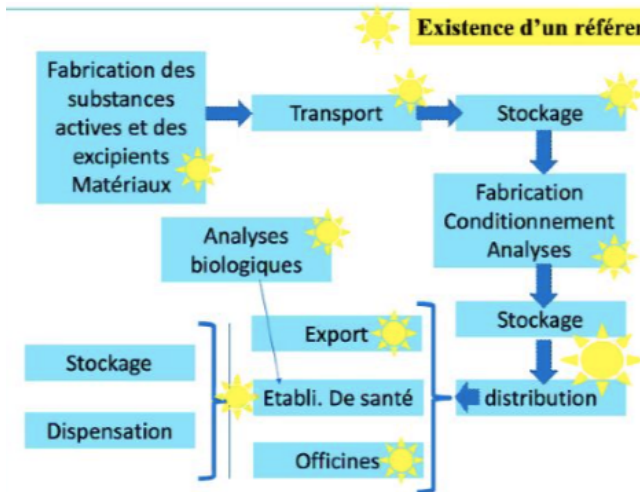 Existence d'un référen
Fabrication des
substances
actives et des
excipients
Matériaux
Transport
Stockage
Fabrication
Conditionnement
Analyses
Analyses
biologiques
Stockage
Export
Stockage
Etabli. De santé
distribution
Dispensation
Officines